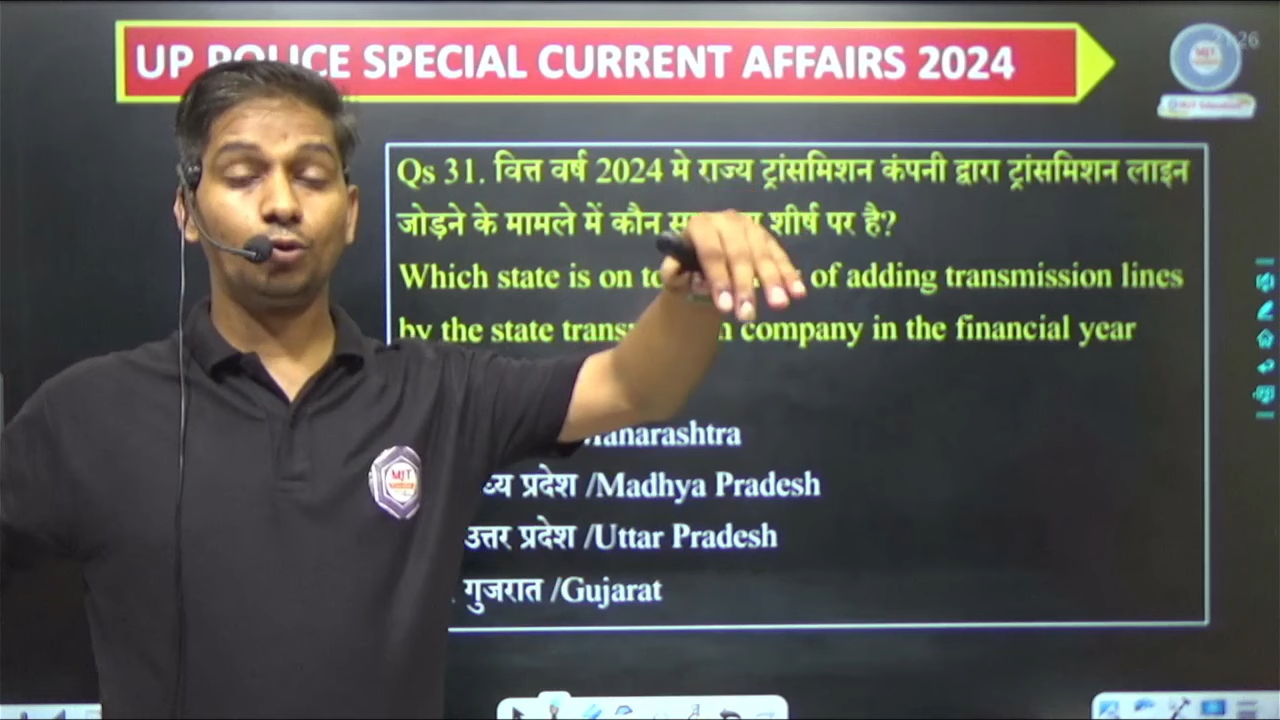 UP POLICE SPECIAL CURRENT AFFAIRS 2024
Qs 31. वित्त वर्ष 2024 मे राज्य ट्रांसमिशन कंपनी द्वारा ट्रांसमिशन लाइन
जोड़ने के मामले में कौन शीर्ष पर है?
Which state is on of adding transmission lines
by the state company in the financial year
/Madhya Pradesh
प्रदेश
उत्तर प्रदेश /Uttar Pradesh
गुजरात /Gujarat
MJT